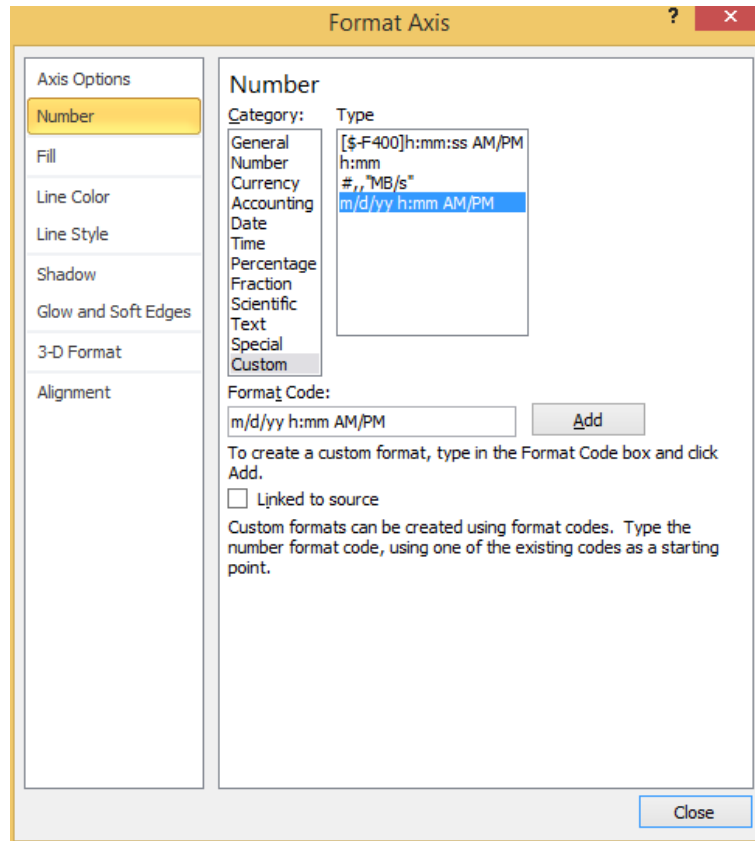 Format Axis
?
×
Axis Options
Number
Fill
Line Color
Line Style
Shadow
Glow and Soft Edges
3-D Format
Alignment
Number
Category:
Type
General
Number
Currency
Accounting
Date
Time
Percentage
Fraction
Scientific
Text
Special
Custom
[$-F400]h:mm:ss AM/PM
h:mm
#,,"MB/s"
m/d/yy h:mm AM/PM
Format Code:
m/d/yy h:mm AM/PM
Add
To create a custom format, type in the Format Code box and click
Add.
Linked to source
Custom formats can be created using format codes.  Type the
number format code, using one of the existing codes as a starting
point.
Close